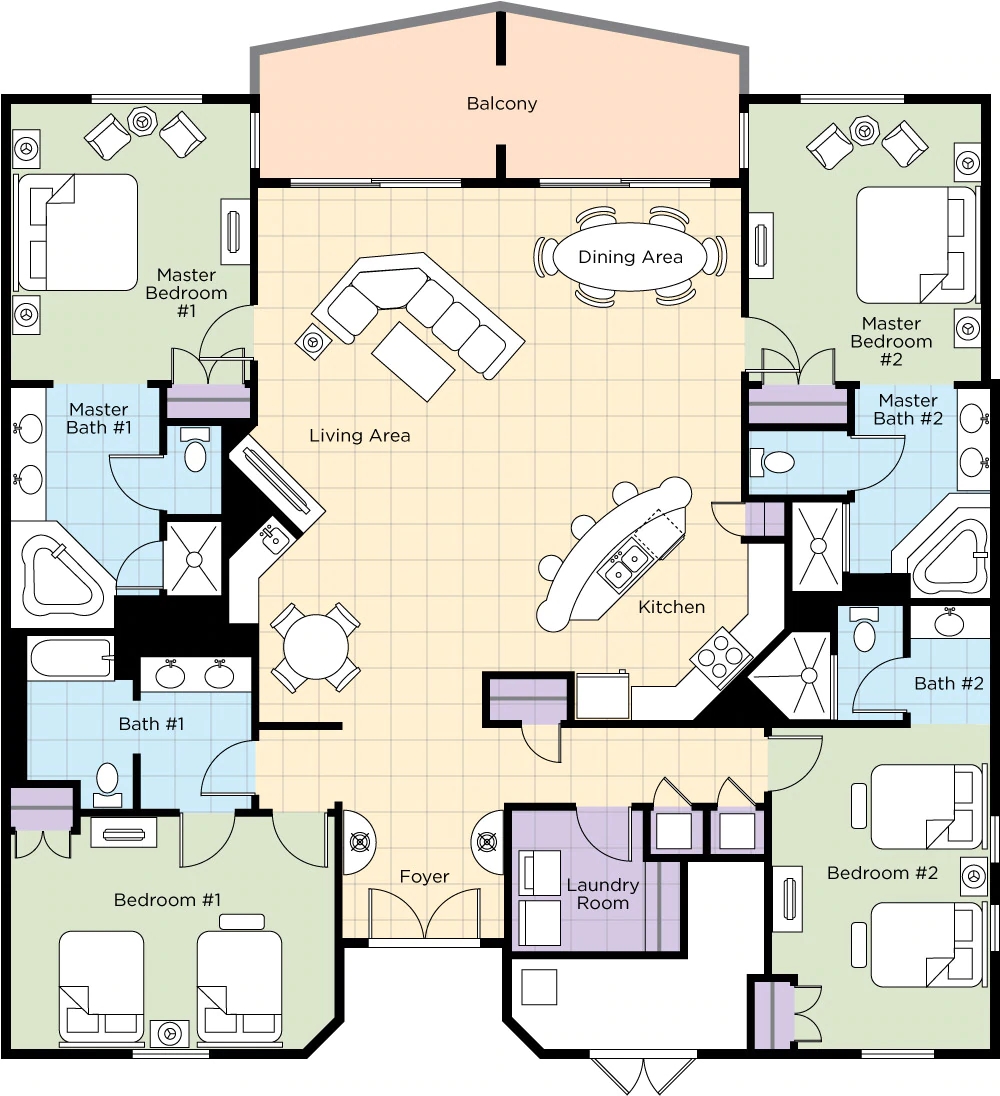 Balcony
Dining Area
Master
Bedroom
#1
Master
Bedroom
#2
Master
Bath #1
Master
Bath #2
Living Area
Kitchen
Bath #2
Bath #1
Bedroom #2
Foyer
Laundry
Room
Bedroom #1